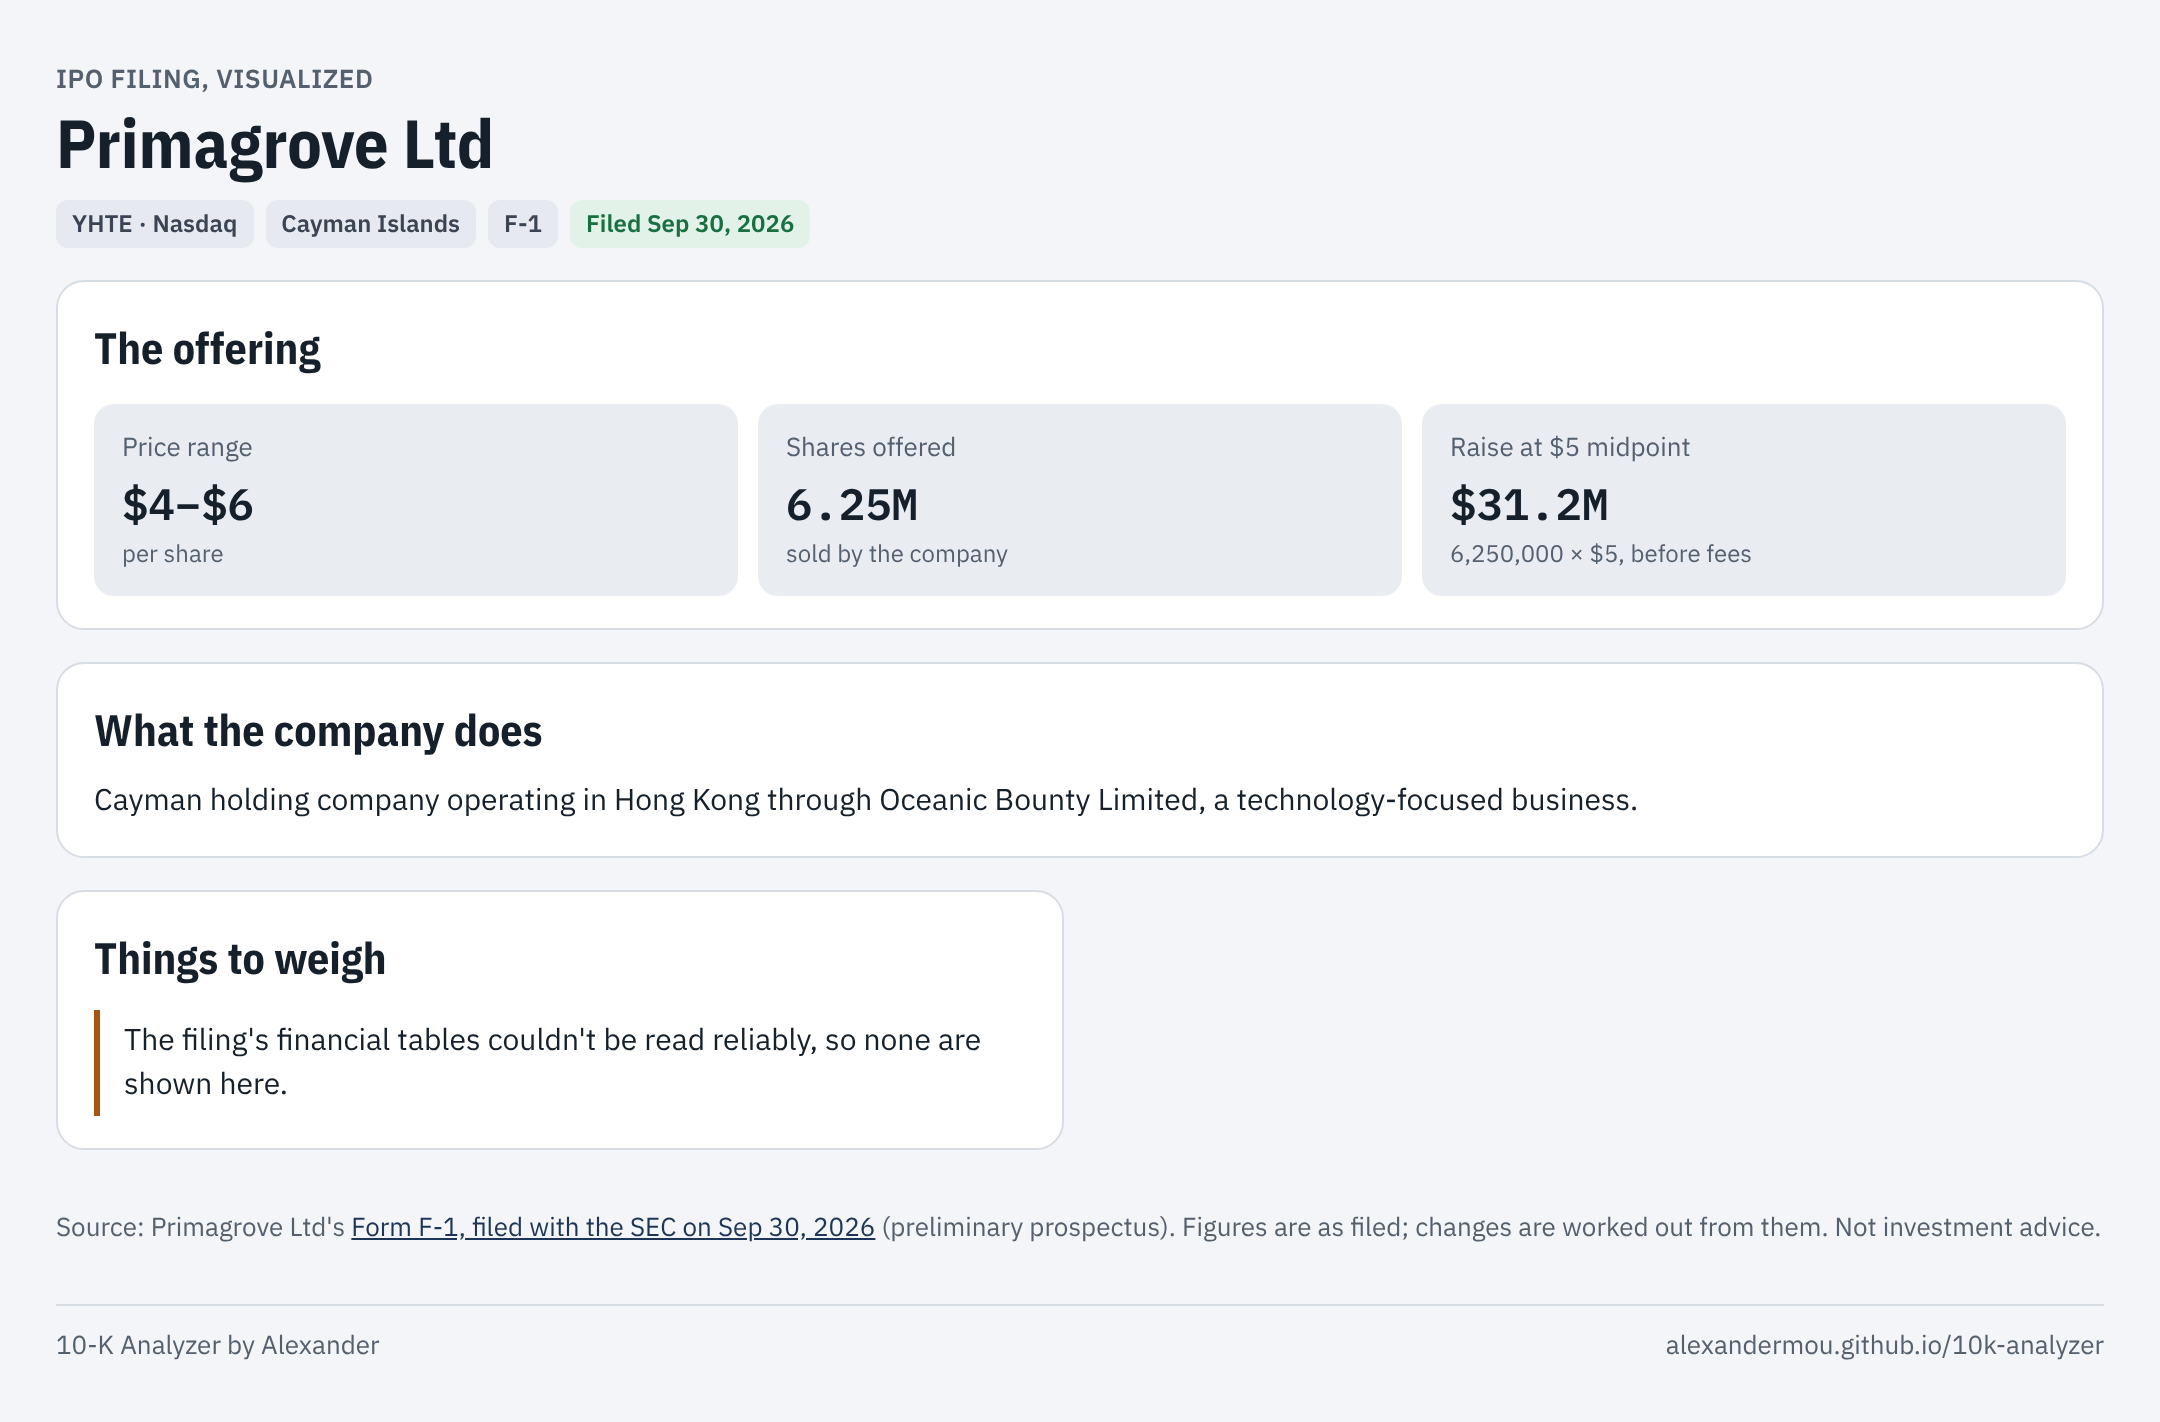 IPO FILING, VISUALIZED
Primagrove Ltd
YHTE · Nasdaq
Cayman Islands
F-1
Filed Sep 30, 2026
The offering
Price range
$4–$6
per share
Shares offered
6.25M
sold by the company
Raise at $5 midpoint
$31.2M
6,250,000 × $5, before fees
What the company does
Cayman holding company operating in Hong Kong through Oceanic Bounty Limited, a technology-focused business.
Things to weigh
The filing's financial tables couldn't be read reliably, so none are
shown here.
Source: Primagrove Ltd's Form F-1, filed with the SEC on Sep 30, 2026 (preliminary prospectus). Figures are as filed; changes are worked out from them. Not investment advice.
10-K Analyzer by Alexander
alexandermou.github.io/10k-analyzer